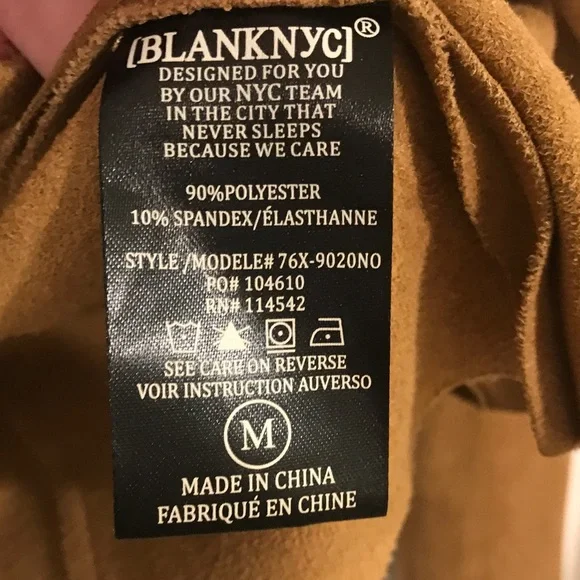 [BLANKNYC]®
DESIGNED FOR YOU
BY OUR NYC TEAM
IN THE CITY THAT
NEVER SLEEPS
BECAUSE WE CARE
90%POLYESTER
10% SPANDEX/ÉLASTHANNE
STYLE /MODELE# 76X-9020NO
PO# 104610
RN# 114542
SEE CARE ON REVERSE
VOIR INSTRUCTION AUVERSO
M
MADE IN CHINA
FABRIQUÉ EN CHINE